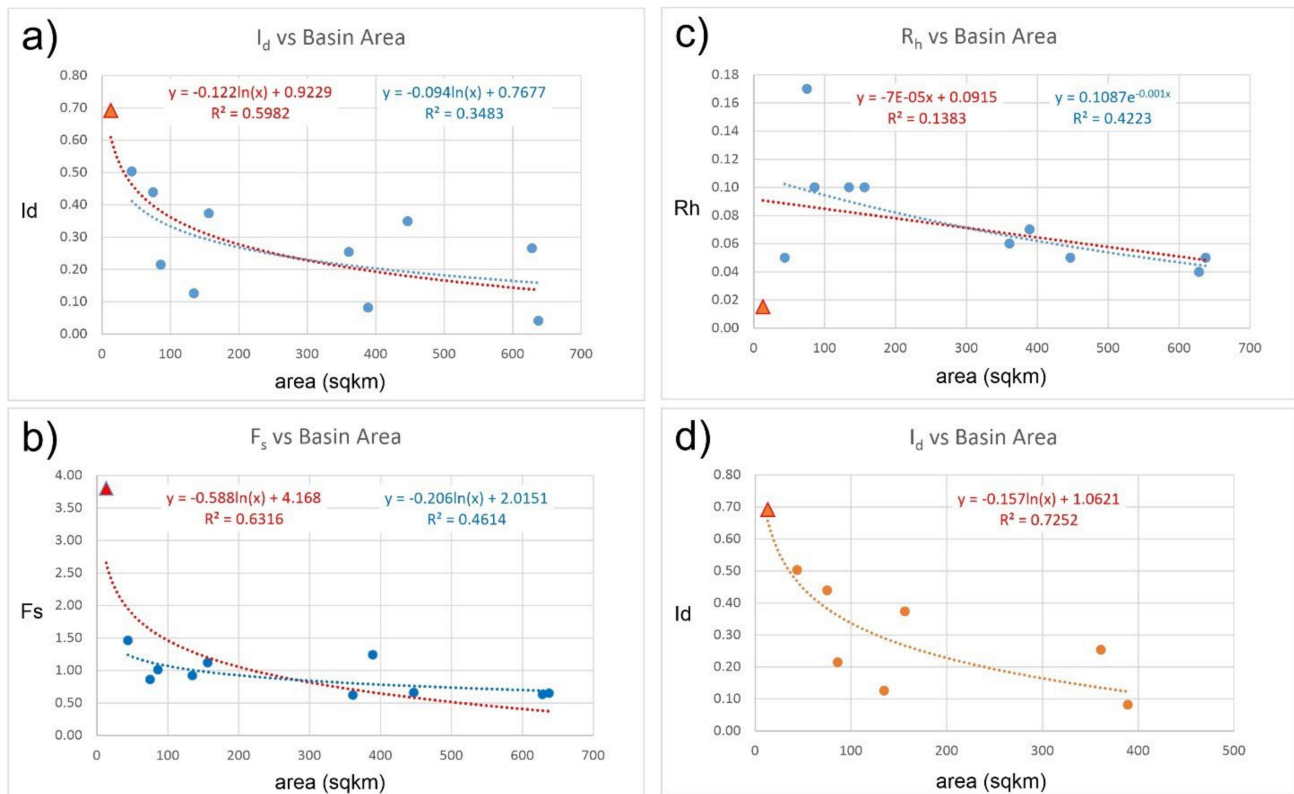 a)
I_d vs Basin Area
0.80
0.70
0.60
0.50
0.40
0.30
0.20
0.10
0.00
Id
y = -0.122ln(x) + 0.9229
R² = 0.5982
y = -0.094ln(x) + 0.7677
R² = 0.3483
0 100 200 300 400 500 600 700
area (sqkm)
c)
R_h vs Basin Area
0.18
0.16
0.14
0.12
0.10
0.08
0.06
0.04
0.02
0.00
Rh
y = -7E-05x + 0.0915
R² = 0.1383
y = 0.1087e^-0.001x
R² = 0.4223
0 100 200 300 400 500 600 700
area (sqkm)
b)
F_s vs Basin Area
4.00
3.50
3.00
2.50
2.00
1.50
1.00
0.50
0.00
Fs
y = -0.588ln(x) + 4.168
R² = 0.6316
y = -0.206ln(x) + 2.0151
R² = 0.4614
0 100 200 300 400 500 600 700
area (sqkm)
d)
I_d vs Basin Area
0.80
0.70
0.60
0.50
0.40
0.30
0.20
0.10
0.00
Id
y = -0.157ln(x) + 1.0621
R² = 0.7252
0 100 200 300 400 500
area (sqkm)